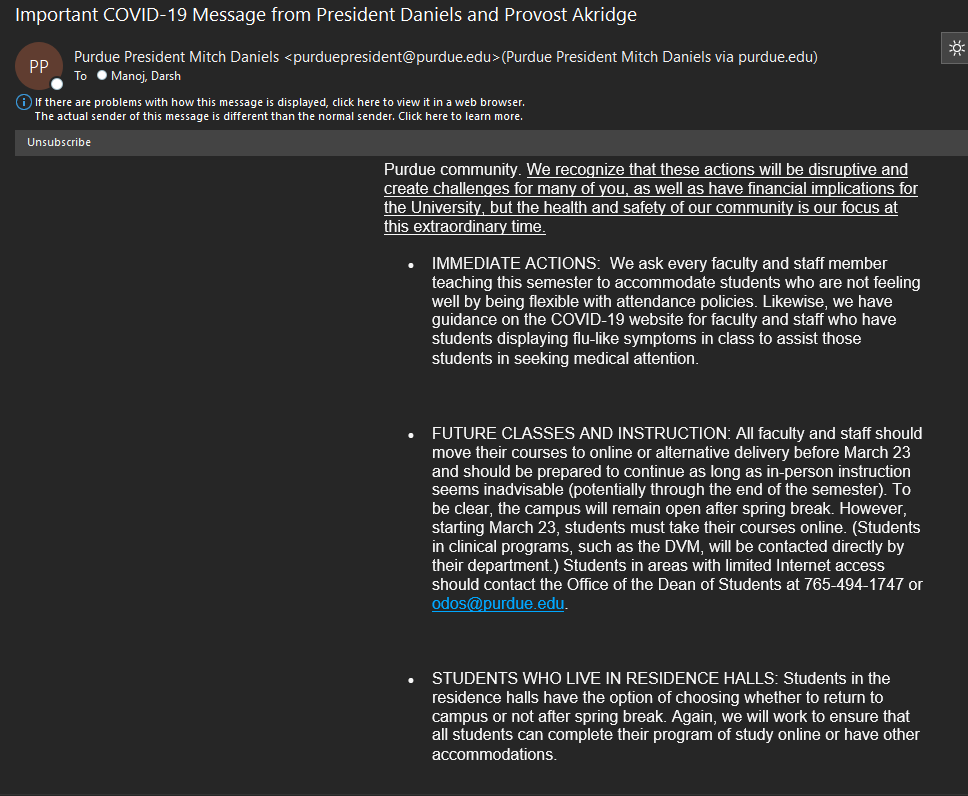 Important COVID-19 Message from President Daniels and Provost Akridge
PP
Purdue President Mitch Daniels <purduepresident@purdue.edu>(Purdue President Mitch Daniels via purdue.edu)
To Manoj, Darsh
If there are problems with how this message is displayed, click here to view it in a web browser.
The actual sender of this message is different than the normal sender. Click here to learn more.
Unsubscribe
Purdue community. We recognize that these actions will be disruptive and
create challenges for many of you, as well as have financial implications for
the University, but the health and safety of our community is our focus at
this extraordinary time.
• IMMEDIATE ACTIONS:  We ask every faculty and staff member
teaching this semester to accommodate students who are not feeling
well by being flexible with attendance policies. Likewise, we have
guidance on the COVID-19 website for faculty and staff who have
students displaying flu-like symptoms in class to assist those
students in seeking medical attention.
• FUTURE CLASSES AND INSTRUCTION: All faculty and staff should
move their courses to online or alternative delivery before March 23
and should be prepared to continue as long as in-person instruction
seems inadvisable (potentially through the end of the semester). To
be clear, the campus will remain open after spring break. However,
starting March 23, students must take their courses online. (Students
in clinical programs, such as the DVM, will be contacted directly by
their department.) Students in areas with limited Internet access
should contact the Office of the Dean of Students at 765-494-1747 or
odos@purdue.edu.
• STUDENTS WHO LIVE IN RESIDENCE HALLS: Students in the
residence halls have the option of choosing whether to return to
campus or not after spring break. Again, we will work to ensure that
all students can complete their program of study online or have other
accommodations.